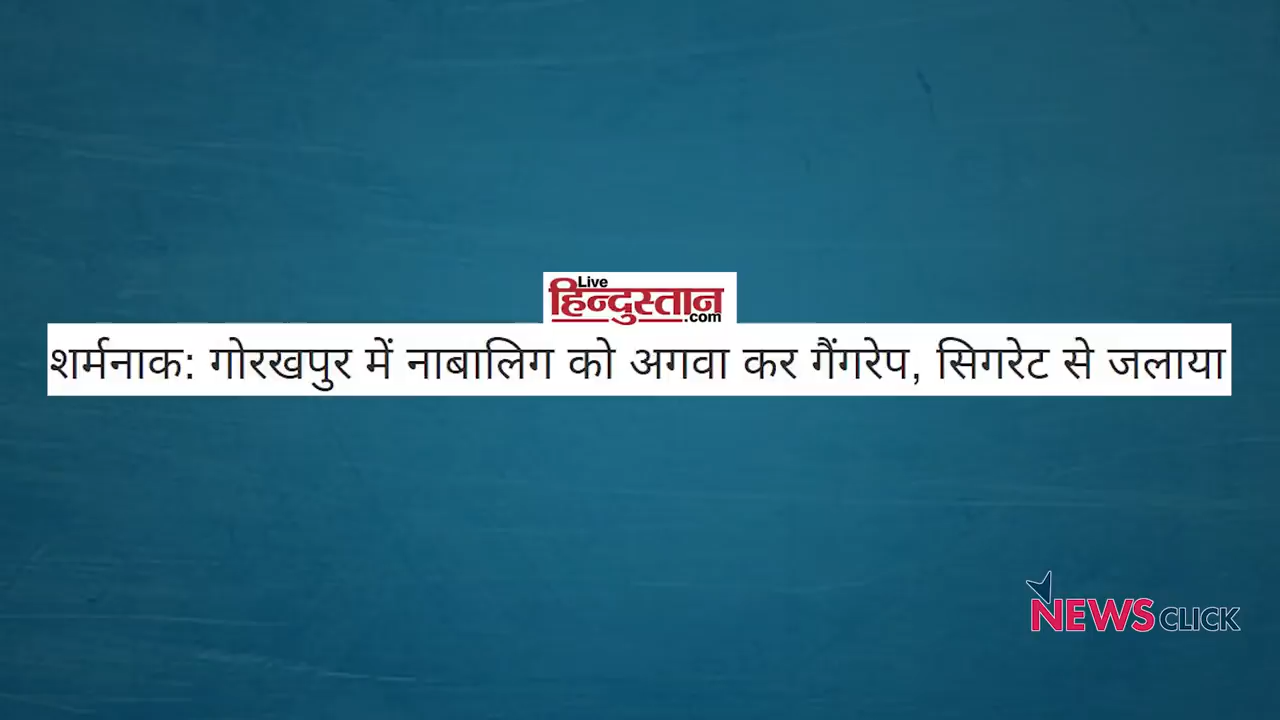 Live
हिन्दुस्तान
.com
शर्मनाक: गोरखपुर में नाबालिग को अगवा कर गैंगरेप, सिगरेट से जलाया
NEWSCLICK